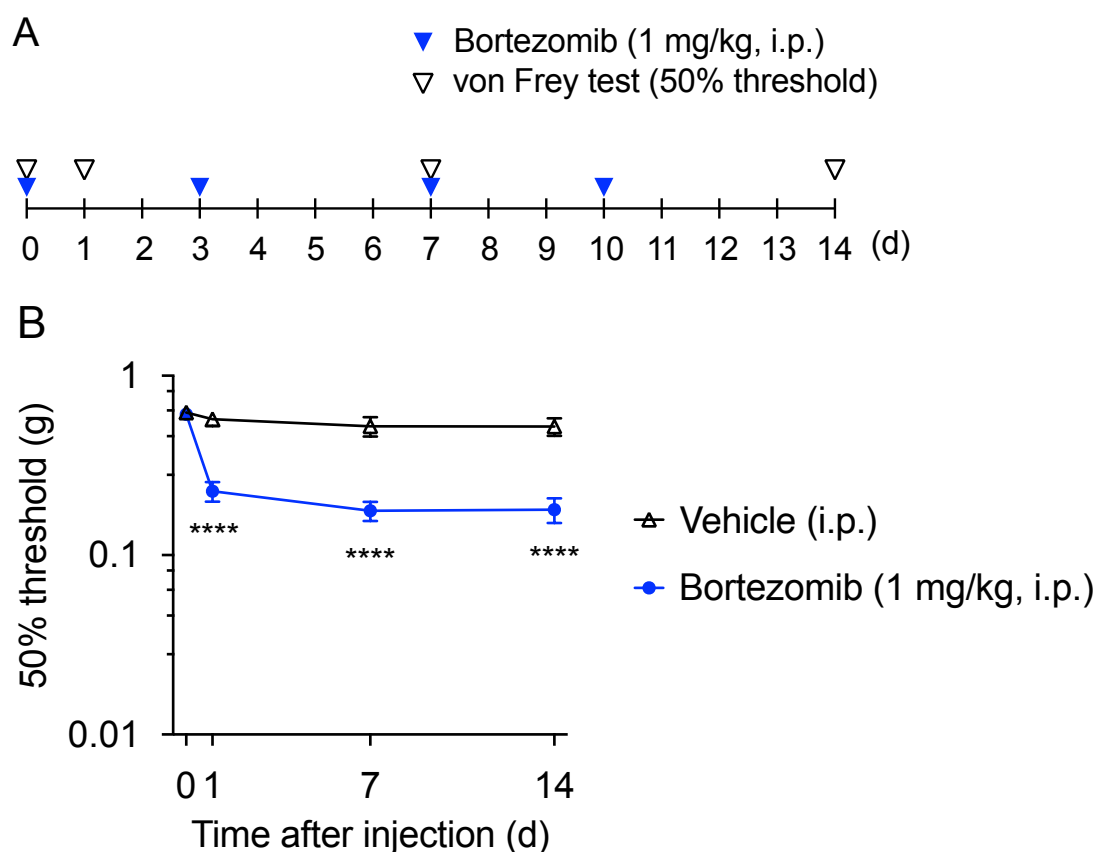 A
Bortezomib (1 mg/kg, i.p.)
von Frey test (50% threshold)
0 1 2 3 4 5 6 7 8 9 10 11 12 13 14 (d)
B
50% threshold (g)
1
0.1
0.01
****
****
****
0 1 7 14
Time after injection (d)
Vehicle (i.p.)
Bortezomib (1 mg/kg, i.p.)